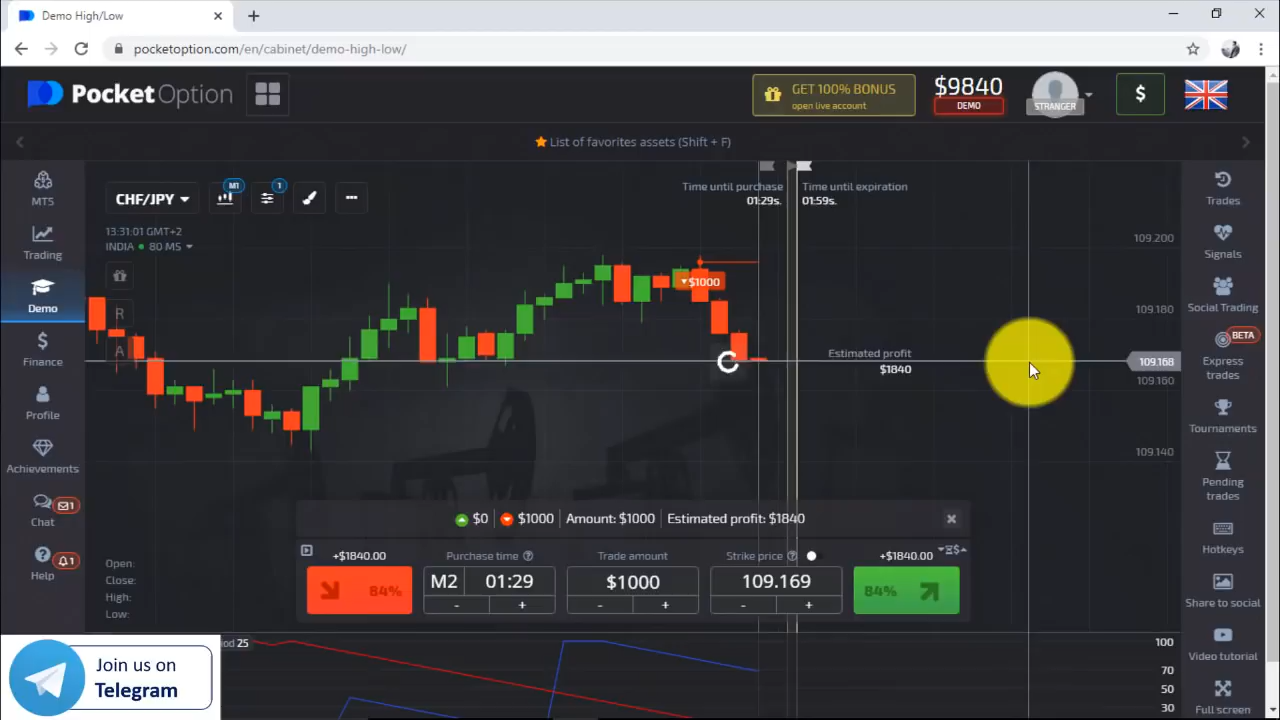 Demo High/Low
pocketoption.com/en/cabinet/demo-high-low/
PocketOption
GET 100% BONUS
open live account
$9840
DEMO
STRANGER
$
List of favorites assets (Shift + F)
MT5
Trading
Demo
Finance
Profile
Achievements
Chat
1
Help
1
CHF/JPY
M1
1
13:31:01 GMT+2
INDIA 80 MS
R
A
Time until purchase
01:29s.
Time until expiration
01:59s.
$1000
Estimated profit
$1840
109.200
109.180
109.168
109.160
109.140
Open:
Close:
High:
Low:
$0 | $1000 | Amount: $1000 | Estimated profit: $1840
+$1840.00
84%
Purchase time
M2 01:29
- +
Trade amount
$1000
- +
Strike price
109.169
- +
+$1840.00
84%
Trades
Signals
Social Trading
BETA
Express
trades
Tournaments
Pending
trades
Hotkeys
Share to social
Video tutorial
Full screen
25
100
70
50
30
Join us on
Telegram